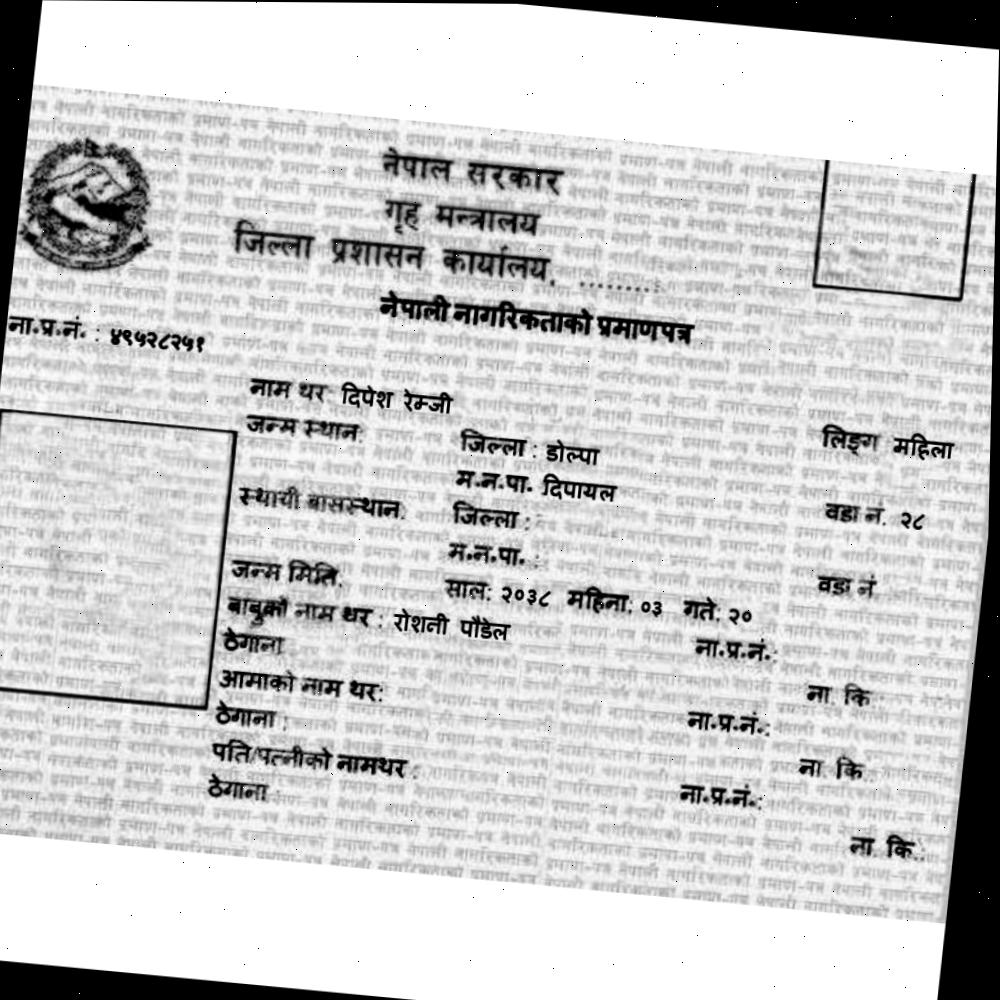 नेपाल सरकार
गृह मन्त्रालय
जिल्ला प्रशासन कार्यालय, .........
नेपाली नागरिकताको प्रमाणपत्र
ना.प्र.नं. : ४९५२८२५१
नाम थर: दिपेश रेम्जी
लिङ्ग महिला
जन्म स्थान: जिल्ला : डोल्पा
म.न.पा. दिपायल वडा नं. २८
स्थायी बासस्थान: जिल्ला :
म.न.पा. : वडा नं
जन्म मिति: साल: २०३८ महिना: ०३ गते: २०
बाबुको नाम थर : रोशनी पौडेल ना.प्र.नं.:
ठेगाना ना. कि :
आमाको नाम थर: ना.प्र.नं.:
ठेगाना : ना. कि :
पति/पत्नीको नामथर : ना.प्र.नं.:
ठेगाना : ना. कि.: